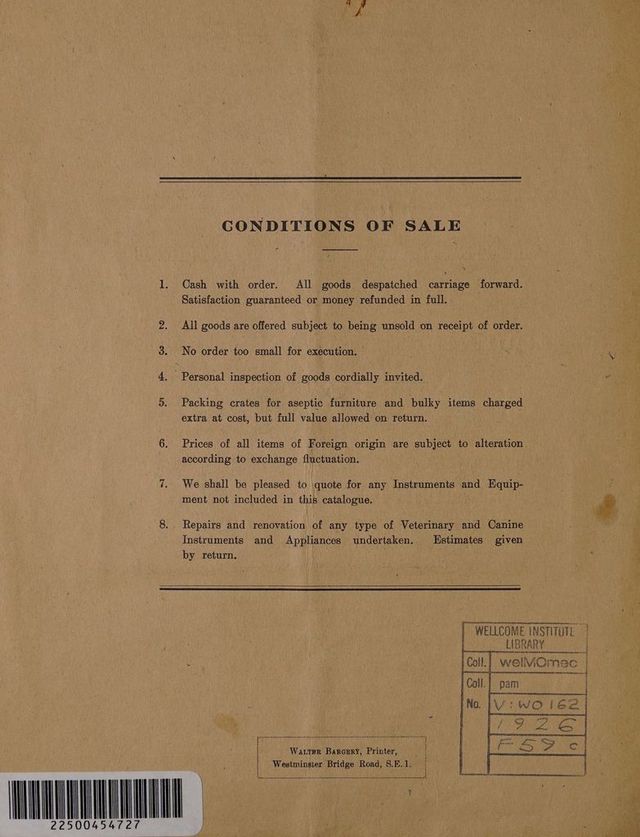 CONDITIONS OF SALE
1. Cash with order. All goods despatched carriage forward.
Satisfaction guaranteed or money refunded in full.
2. All goods are offered subject to being unsold on receipt of order.
3. No order too small for execution.
4. Personal inspection of goods cordially invited.
5. Packing crates for aseptic furniture and bulky items charged
extra at cost, but full value allowed on return.
6. Prices of all items of Foreign origin are subject to alteration
according to exchange fluctuation.
7. We shall be pleased to quote for any Instruments and Equip-
ment not included in this catalogue.
8. Repairs and renovation of any type of Veterinary and Canine
Instruments and Appliances undertaken. Estimates given
by return.
WELLCOME INSTITUTE
LIBRARY
Coll. welMOmec
Coll. pam
No. V: WO 162
1926
F59c
WALTER BARGERY, Printer,
Westminster Bridge Road, S.E.1.
22500454727